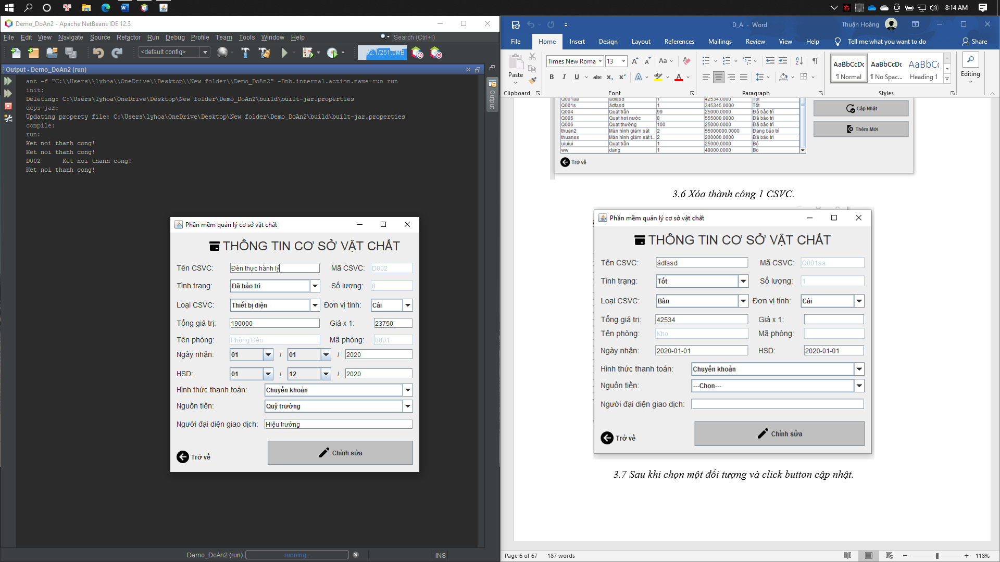 8:14 AM
Demo_DoAn2 - Apache NetBeans IDE 12.3
File Edit View Navigate Source Refactor Run Debug Profile Team Tools Window Help
Search (Ctrl+I)
<default config>
92.1/251.0MB
Output - Demo_DoAn2 (run)
Output
ant -f "C:\\Users\\lyhoa\\OneDrive\\Desktop\\New folder\\Demo_DoAn2" -Dnb.internal.action.name=run run
init:
Deleting: C:\Users\lyhoa\OneDrive\Desktop\New folder\Demo_DoAn2\build\built-jar.properties
deps-jar:
Updating property file: C:\Users\lyhoa\OneDrive\Desktop\New folder\Demo_DoAn2\build\built-jar.properties
compile:
run:
Ket noi thanh cong!
Ket noi thanh cong!
D002 Ket noi thanh cong!
Ket noi thanh cong!
Phần mềm quản lý cơ sở vật chất
THÔNG TIN CƠ SỞ VẬT CHẤT
Tên CSVC: Đèn thực hành lý Mã CSVC: D002
Tình trạng: Đã bảo trì Số lượng: 8
Loại CSVC: Thiết bị điện Đơn vị tính: Cái
Tổng giá trị: 190000 Giá x 1: 23750
Tên phòng: Phòng Đèn Mã phòng: 0001
Ngày nhận: 01 / 01 / 2020
HSD: 01 / 12 / 2020
Hình thức thanh toán: Chuyển khoản
Nguồn tiền: Quỹ trường
Người đại diện giao dịch: Hiệu trưởng
Trở về
Chỉnh sửa
Demo_DoAn2 (run) running...
INS
D_A - Word
Thuận Hoàng
File Home Insert Design Layout References Mailings Review View Help Tell me what you want to do Share
Paste
Times New Roma 13
B I U abc x₂ x²
Aa
AaBbCcDc AaBbCcDc AaBbCc
¶ Normal ¶ No Spac... Heading 1
Editing
Clipboard Font Paragraph Styles
Q001aa ádfasd 1 42534.0000 Tốt
Q001s ádfasd 1 345345.0000 Tốt
Q004 Quạt trần 99 25000.0000 Đã bảo trì
Q005 Quạt hơi nước 8 555000.0000 Đã bảo trì
Q006 Quạt thường 100 25000.0000 Đã bảo trì
thuan2 Màn hình giám sát 2 55000000.0000 Đang bảo trì
thuanss Màn hình giám sát t... 2 200000.0000 Đã bảo trì
uiuiui Quạt trần 1 25000.0000 Bỏ
ww dang 1 48000.0000 Bỏ
Cập Nhật
Thêm Mới
Trở về
3.6 Xóa thành công 1 CSVC.
Phần mềm quản lý cơ sở vật chất
THÔNG TIN CƠ SỞ VẬT CHẤT
Tên CSVC: ádfasd Mã CSVC: Q001aa
Tình trạng: Tốt Số lượng: 1
Loại CSVC: Bàn Đơn vị tính: Cái
Tổng giá trị: 42534 Giá x 1:
Tên phòng: Kho Mã phòng:
Ngày nhận: 2020-01-01 HSD: 2020-01-01
Hình thức thanh toán: Chuyển khoản
Nguồn tiền: ---Chọn---
Người đại diện giao dịch:
Trở về
Chỉnh sửa
3.7 Sau khi chọn một đối tượng và click button cập nhật.
Page 6 of 67 187 words
118%